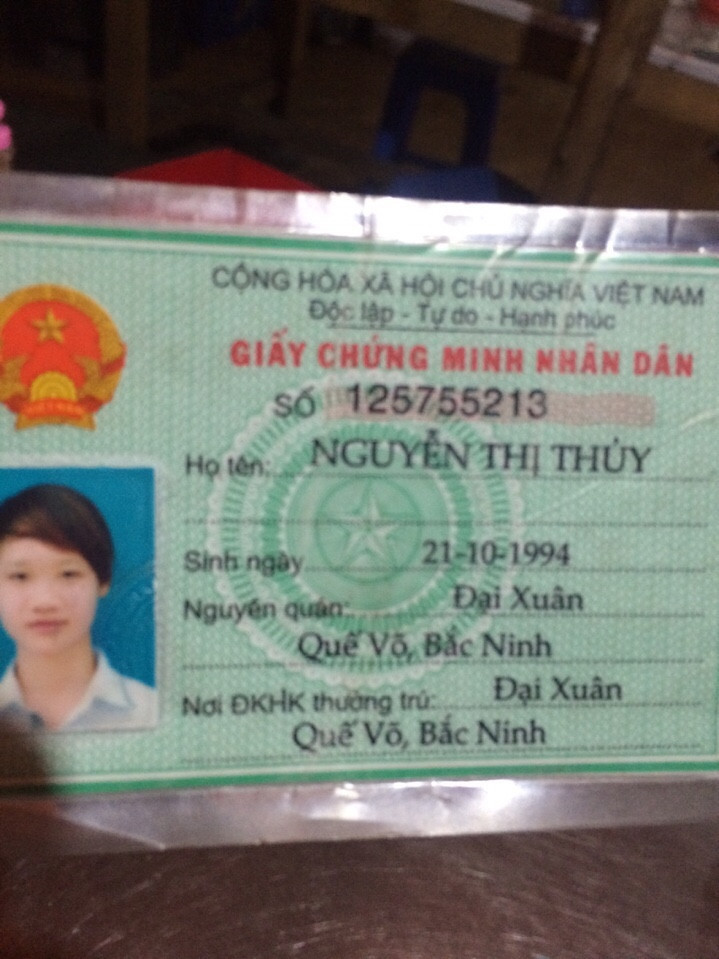 CỘNG HÒA XÃ HỘI CHỦ NGHĨA VIỆT NAM
Độc lập - Tự do - Hạnh phúc
GIẤY CHỨNG MINH NHÂN DÂN
SỐ 125755213
Họ tên: NGUYỄN THỊ THỦY
Sinh ngày 21-10-1994
Nguyên quán: Đại Xuân
Quế Võ, Bắc Ninh
Nơi ĐKHK thường trú: Đại Xuân
Quế Võ, Bắc Ninh